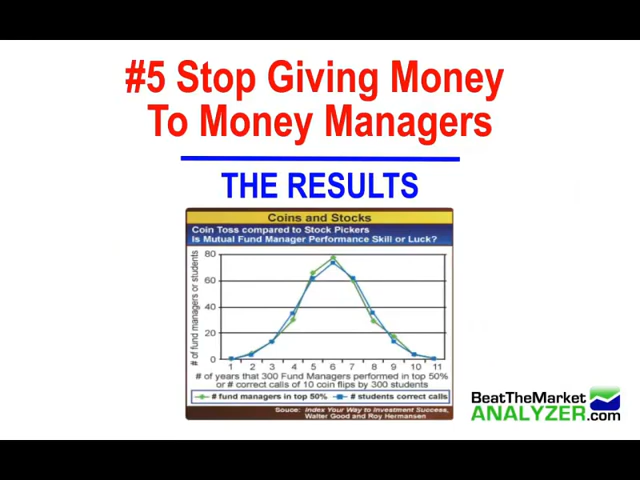 #5 Stop Giving Money
To Money Managers
THE RESULTS
Coins and Stocks
Coin Toss compared to Stock Pickers
Is Mutual Fund Manager Performance Skill or Luck?
# of fund managers or students
80
60
40
20
0
1 2 3 4 5 6 7 8 9 10 11
# of years that 300 Fund Managers performed in top 50%
or # correct calls of 10 coin flips by 300 students
# fund managers in top 50% # students correct calls
Souce: Index Your Way to Investment Success,
Walter Good and Roy Hermansen
BeatTheMarket
ANALYZER.com